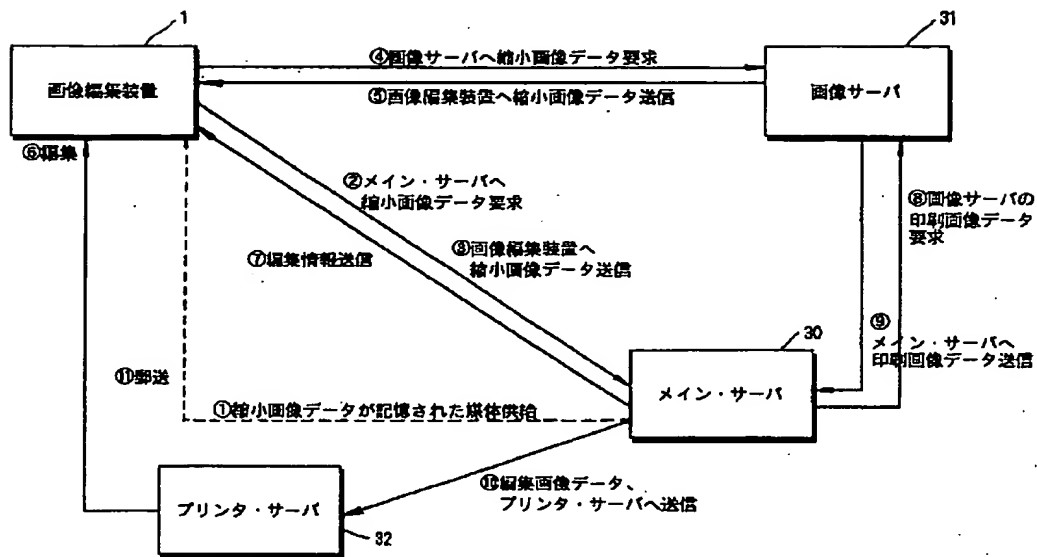 1
31
画像編集装置
④画像サーバへ縮小画像データ要求
⑤画像編集装置へ縮小画像データ送信
画像サーバ
⑥編集
②メイン・サーバへ
縮小画像データ要求
③画像編集装置へ
縮小画像データ送信
⑦編集情報送信
⑧画像サーバの
印刷画像データ
要求
⑨
メイン・サーバへ
印刷画像データ送信
30
メイン・サーバ
⑪郵送
①縮小画像データが記憶された媒体供給
⑩編集画像データ、
プリンタ・サーバへ送信
プリンタ・サーバ
32